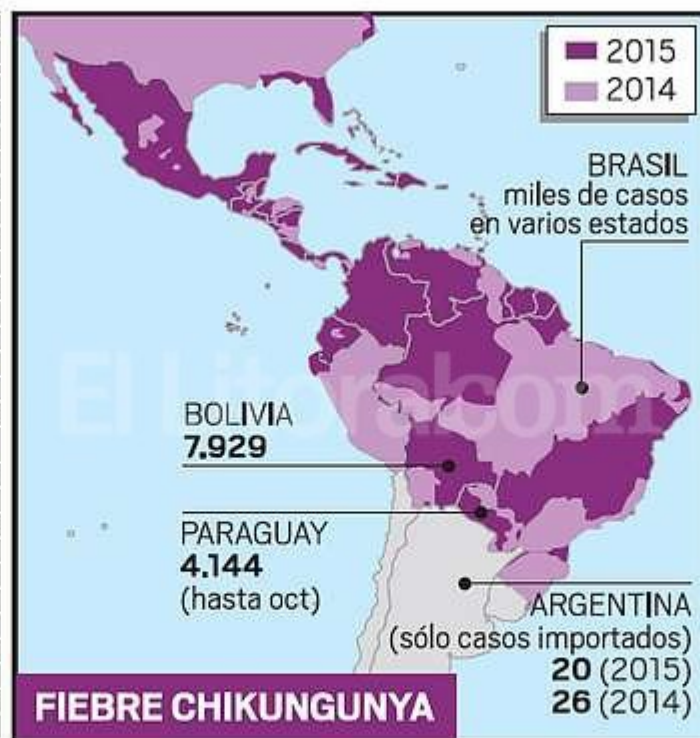 2015
2014
BRASIL
miles de casos
en varios estados
El Litoral.com
BOLIVIA
7.929
PARAGUAY
4.144
(hasta oct)
ARGENTINA
(sólo casos importados)
20 (2015)
26 (2014)
FIEBRE CHIKUNGUNYA